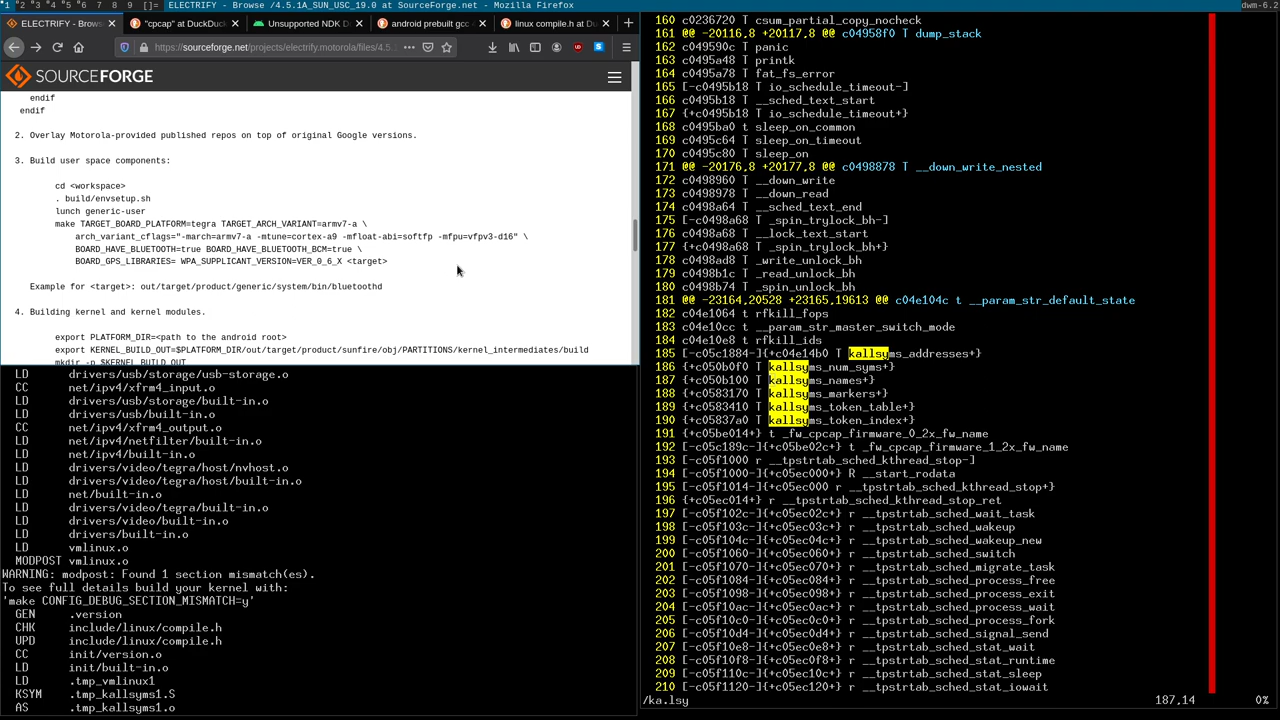 1 2 3 4 5 6 7 8 9 []= ELECTRIFY - Browse /4.5.1A_SUN_USC_19.0 at SourceForge.net - Mozilla Firefox dwm-6.2
ELECTRIFY - Browse /4.5
"cpcap" at DuckDuck
Unsupported NDK D
android prebuilt gcc
linux compile.h at Du
https://sourceforge.net/projects/electrify.motorola/files/4.5.
SOURCEFORGE
endif
endif
2. Overlay Motorola-provided published repos on top of original Google versions.
3. Build user space components:
cd <workspace>
. build/envsetup.sh
lunch generic-user
make TARGET_BOARD_PLATFORM=tegra TARGET_ARCH_VARIANT=armv7-a \
arch_variant_cflags="-march=armv7-a -mtune=cortex-a9 -mfloat-abi=softfp -mfpu=vfpv3-d16" \
BOARD_HAVE_BLUETOOTH=true BOARD_HAVE_BLUETOOTH_BCM=true \
BOARD_GPS_LIBRARIES= WPA_SUPPLICANT_VERSION=VER_0_6_X <target>
Example for <target>: out/target/product/generic/system/bin/bluetoothd
4. Building kernel and kernel modules.
export PLATFORM_DIR=<path to the android root>
export KERNEL_BUILD_OUT=$PLATFORM_DIR/out/target/product/sunfire/obj/PARTITIONS/kernel_intermediates/build
mkdir -p $KERNEL_BUILD_OUT
LD drivers/usb/storage/usb-storage.o
CC net/ipv4/xfrm4_input.o
LD drivers/usb/storage/built-in.o
LD drivers/usb/built-in.o
CC net/ipv4/xfrm4_output.o
LD net/ipv4/netfilter/built-in.o
LD net/ipv4/built-in.o
LD drivers/video/tegra/host/nvhost.o
LD drivers/video/tegra/host/built-in.o
LD net/built-in.o
LD drivers/video/tegra/built-in.o
LD drivers/video/built-in.o
LD drivers/built-in.o
LD vmlinux.o
MODPOST vmlinux.o
WARNING: modpost: Found 1 section mismatch(es).
To see full details build your kernel with:
'make CONFIG_DEBUG_SECTION_MISMATCH=y'
GEN .version
CHK include/linux/compile.h
UPD include/linux/compile.h
CC init/version.o
LD init/built-in.o
LD .tmp_vmlinux1
KSYM .tmp_kallsyms1.S
AS .tmp_kallsyms1.o
160 c0236720 T csum_partial_copy_nocheck
161 @@ -20116,8 +20117,8 @@ c04958f0 T dump_stack
162 c049590c T panic
163 c0495a48 T printk
164 c0495a78 T fat_fs_error
165 [-c0495b18 T io_schedule_timeout-]
166 c0495b18 T __sched_text_start
167 {+c0495b18 T io_schedule_timeout+}
168 c0495ba0 t sleep_on_common
169 c0495c64 T sleep_on_timeout
170 c0495c80 T sleep_on
171 @@ -20176,8 +20177,8 @@ c0498878 T __down_write_nested
172 c0498960 T __down_write
173 c0498978 T __down_read
174 c0498a64 T __sched_text_end
175 [-c0498a68 T _spin_trylock_bh-]
176 c0498a68 T __lock_text_start
177 {+c0498a68 T _spin_trylock_bh+}
178 c0498ad8 T _write_unlock_bh
179 c0498b1c T _read_unlock_bh
180 c0498b74 T _spin_unlock_bh
181 @@ -23164,20528 +23165,19613 @@ c04e104c t __param_str_default_state
182 c04e1064 t rfkill_fops
183 c04e10cc t __param_str_master_switch_mode
184 c04e10e8 t rfkill_ids
185 [-c05c1884-]{+c04e14b0 T kallsyms_addresses+}
186 {+c050b0f0 T kallsyms_num_syms+}
187 {+c050b100 T kallsyms_names+}
188 {+c0583170 T kallsyms_markers+}
189 {+c0583410 T kallsyms_token_table+}
190 {+c05837a0 T kallsyms_token_index+}
191 {+c05be014+} t _fw_cpcap_firmware_0_2x_fw_name
192 [-c05c189c-]{+c05be02c+} t _fw_cpcap_firmware_1_2x_fw_name
193 [-c05f1000 r __tpstrtab_sched_kthread_stop-]
194 [-c05f1000-]{+c05ec000+} R __start_rodata
195 [-c05f1014-]{+c05ec000 r __tpstrtab_sched_kthread_stop+}
196 {+c05ec014+} r __tpstrtab_sched_kthread_stop_ret
197 [-c05f102c-]{+c05ec02c+} r __tpstrtab_sched_wait_task
198 [-c05f103c-]{+c05ec03c+} r __tpstrtab_sched_wakeup
199 [-c05f104c-]{+c05ec04c+} r __tpstrtab_sched_wakeup_new
200 [-c05f1060-]{+c05ec060+} r __tpstrtab_sched_switch
201 [-c05f1070-]{+c05ec070+} r __tpstrtab_sched_migrate_task
202 [-c05f1084-]{+c05ec084+} r __tpstrtab_sched_process_free
203 [-c05f1098-]{+c05ec098+} r __tpstrtab_sched_process_exit
204 [-c05f10ac-]{+c05ec0ac+} r __tpstrtab_sched_process_wait
205 [-c05f10c0-]{+c05ec0c0+} r __tpstrtab_sched_process_fork
206 [-c05f10d4-]{+c05ec0d4+} r __tpstrtab_sched_signal_send
207 [-c05f10e8-]{+c05ec0e8+} r __tpstrtab_sched_stat_wait
208 [-c05f10f8-]{+c05ec0f8+} r __tpstrtab_sched_stat_runtime
209 [-c05f110c-]{+c05ec10c+} r __tpstrtab_sched_stat_sleep
210 [-c05f1120-]{+c05ec120+} r __tpstrtab_sched_stat_iowait
/ka.lsy 187,14 0%